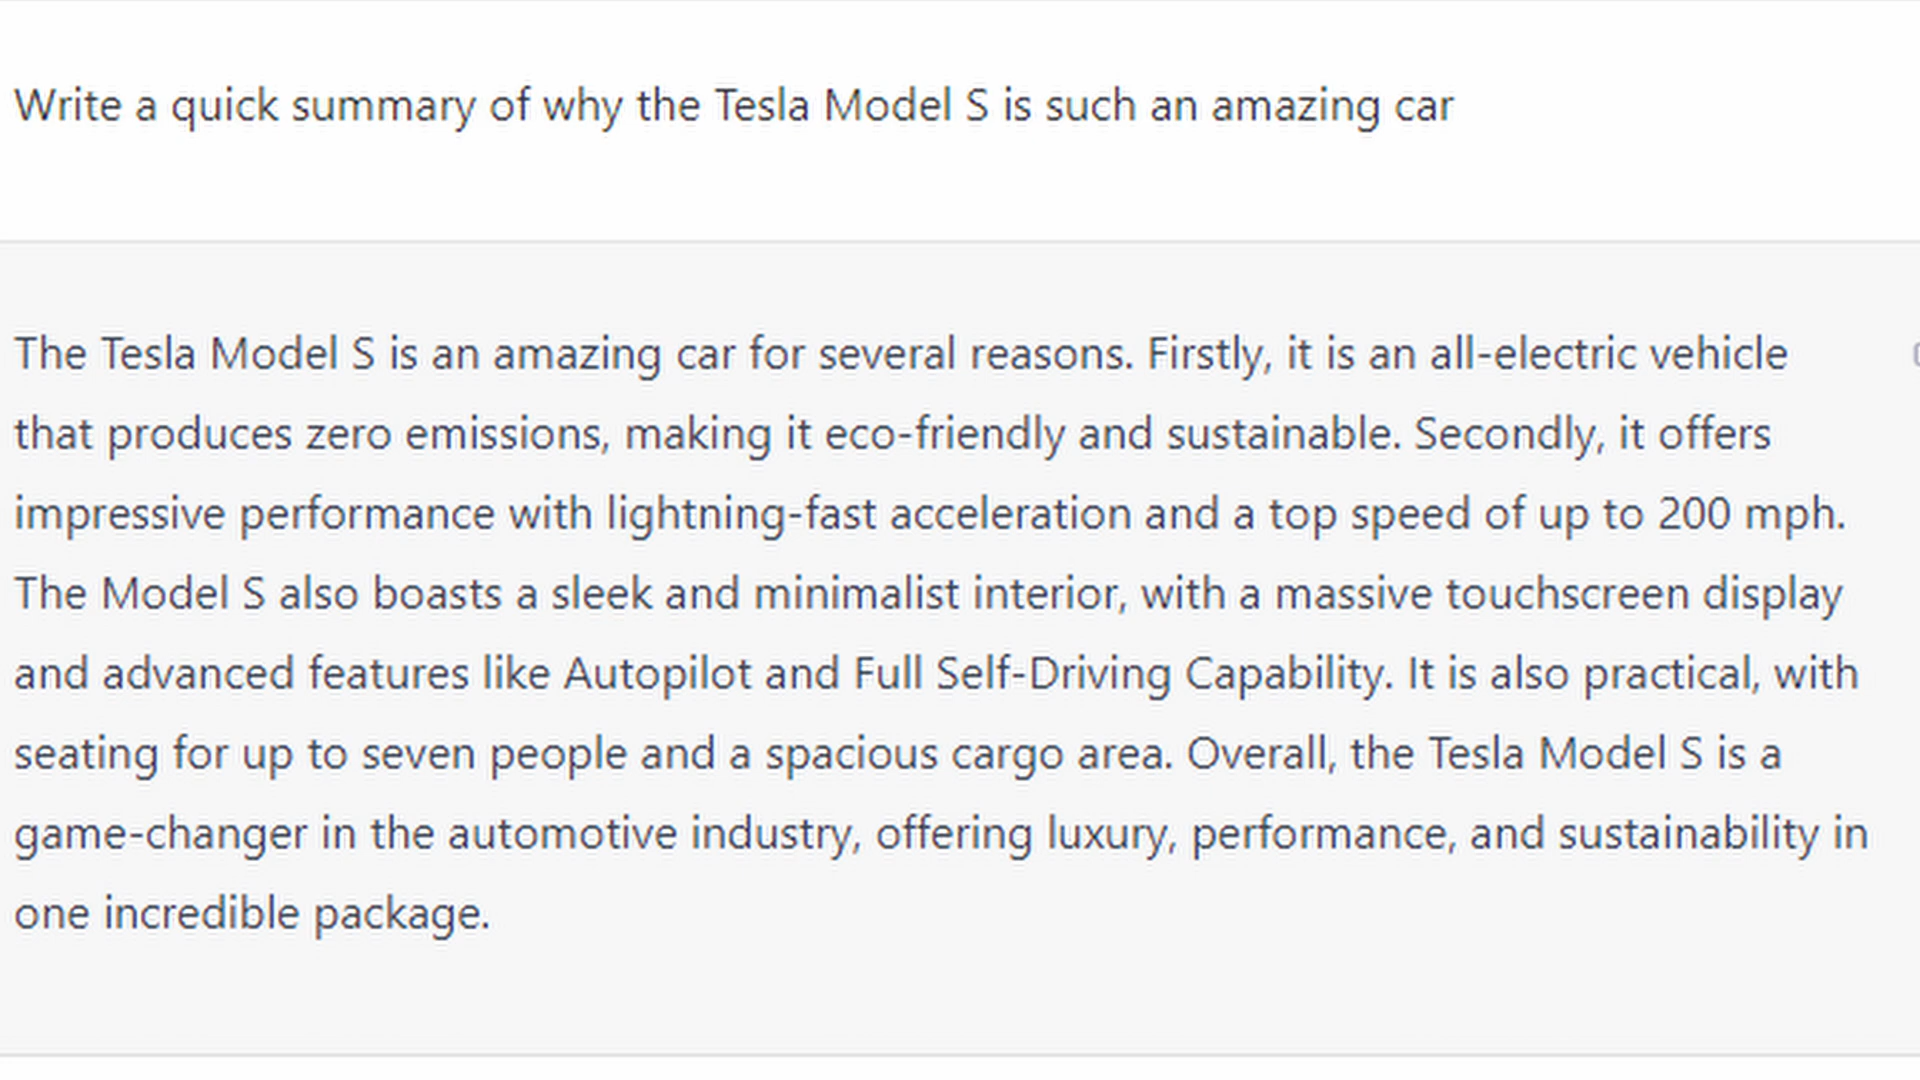 Write a quick summary of why the Tesla Model S is such an amazing car
The Tesla Model S is an amazing car for several reasons. Firstly, it is an all-electric vehicle
that produces zero emissions, making it eco-friendly and sustainable. Secondly, it offers
impressive performance with lightning-fast acceleration and a top speed of up to 200 mph.
The Model S also boasts a sleek and minimalist interior, with a massive touchscreen display
and advanced features like Autopilot and Full Self-Driving Capability. It is also practical, with
seating for up to seven people and a spacious cargo area. Overall, the Tesla Model S is a
game-changer in the automotive industry, offering luxury, performance, and sustainability in
one incredible package.